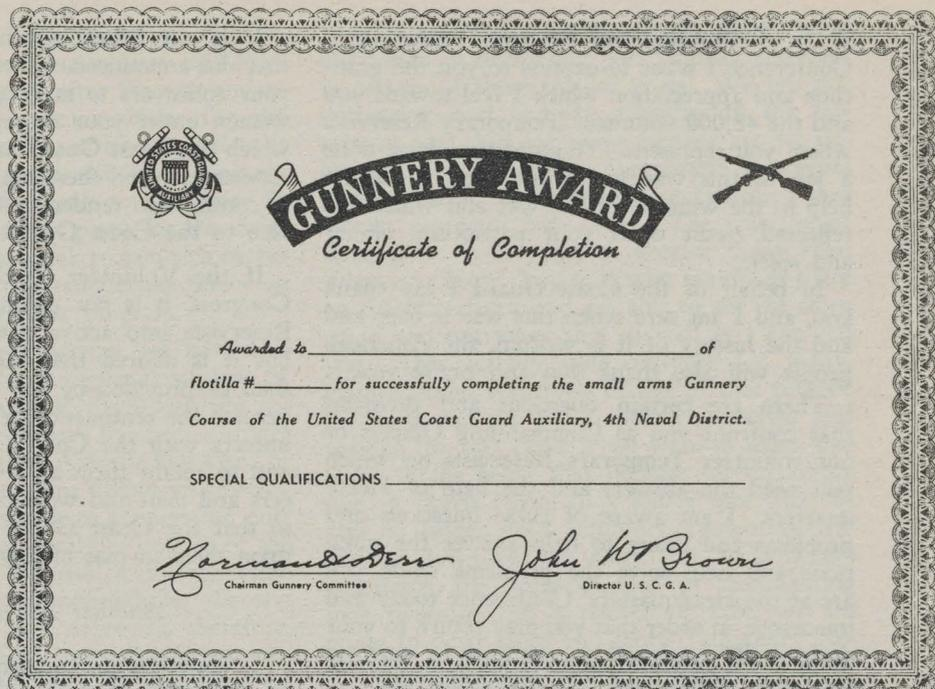 UNITED STATES COAST GUARD
AUXILIARY
GUNNERY AWARD
Certificate of Completion
Awarded to of
flotilla # for successfully completing the small arms Gunnery
Course of the United States Coast Guard Auxiliary, 4th Naval District.
SPECIAL QUALIFICATIONS
Norman H Derr John W Brown
Chairman Gunnery Committee Director U. S. C. G. A.